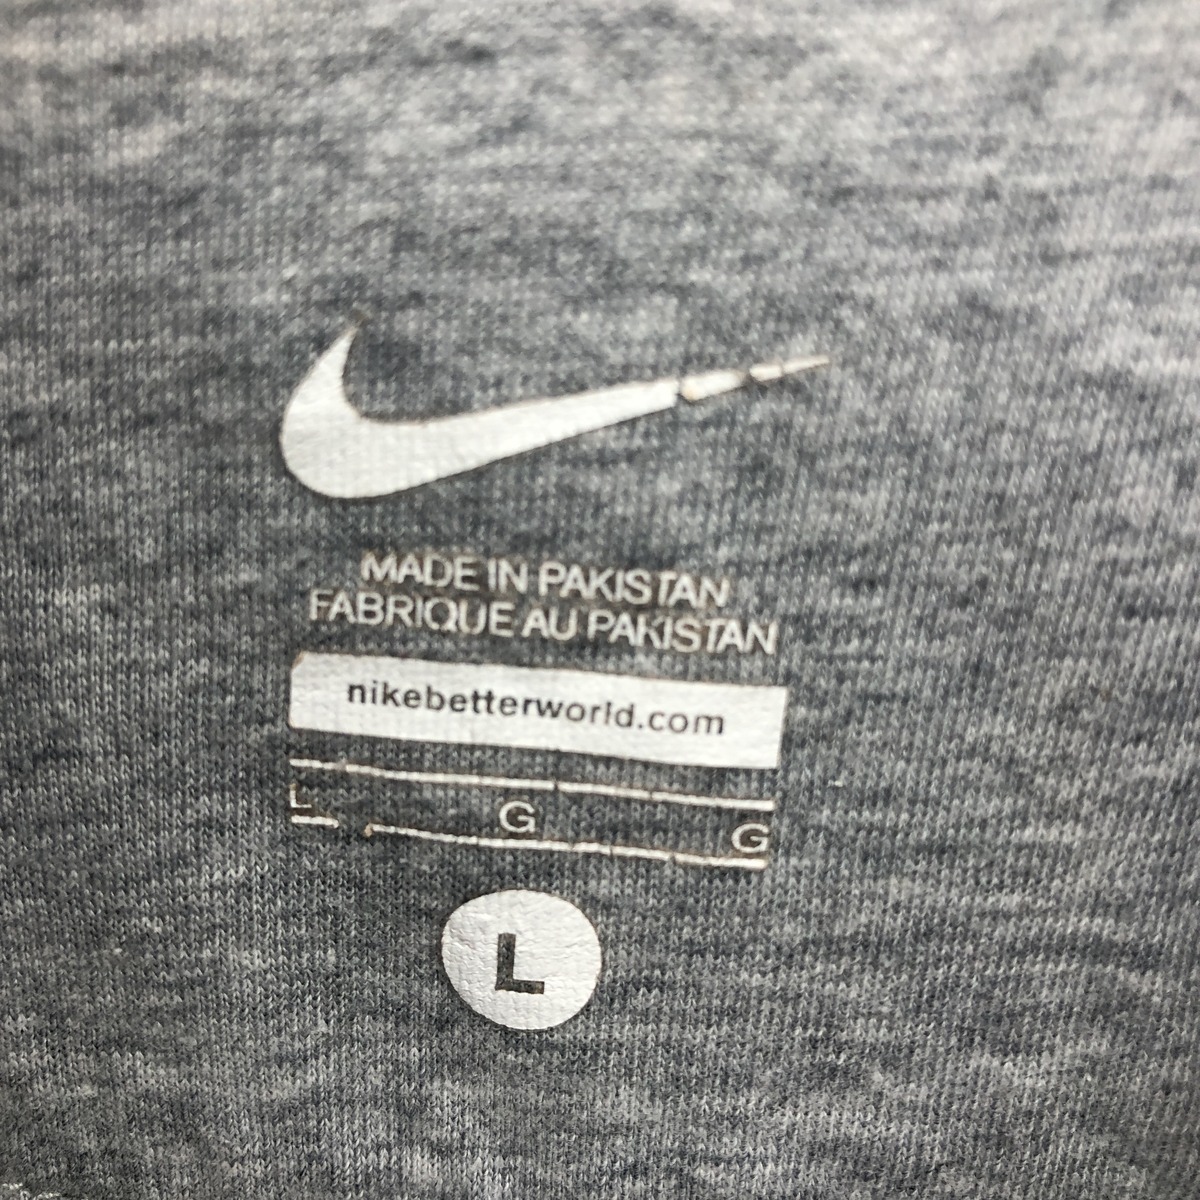 MADE IN PAKISTAN
FABRIQUE AU PAKISTAN
nikebetterworld.com
L G G
L